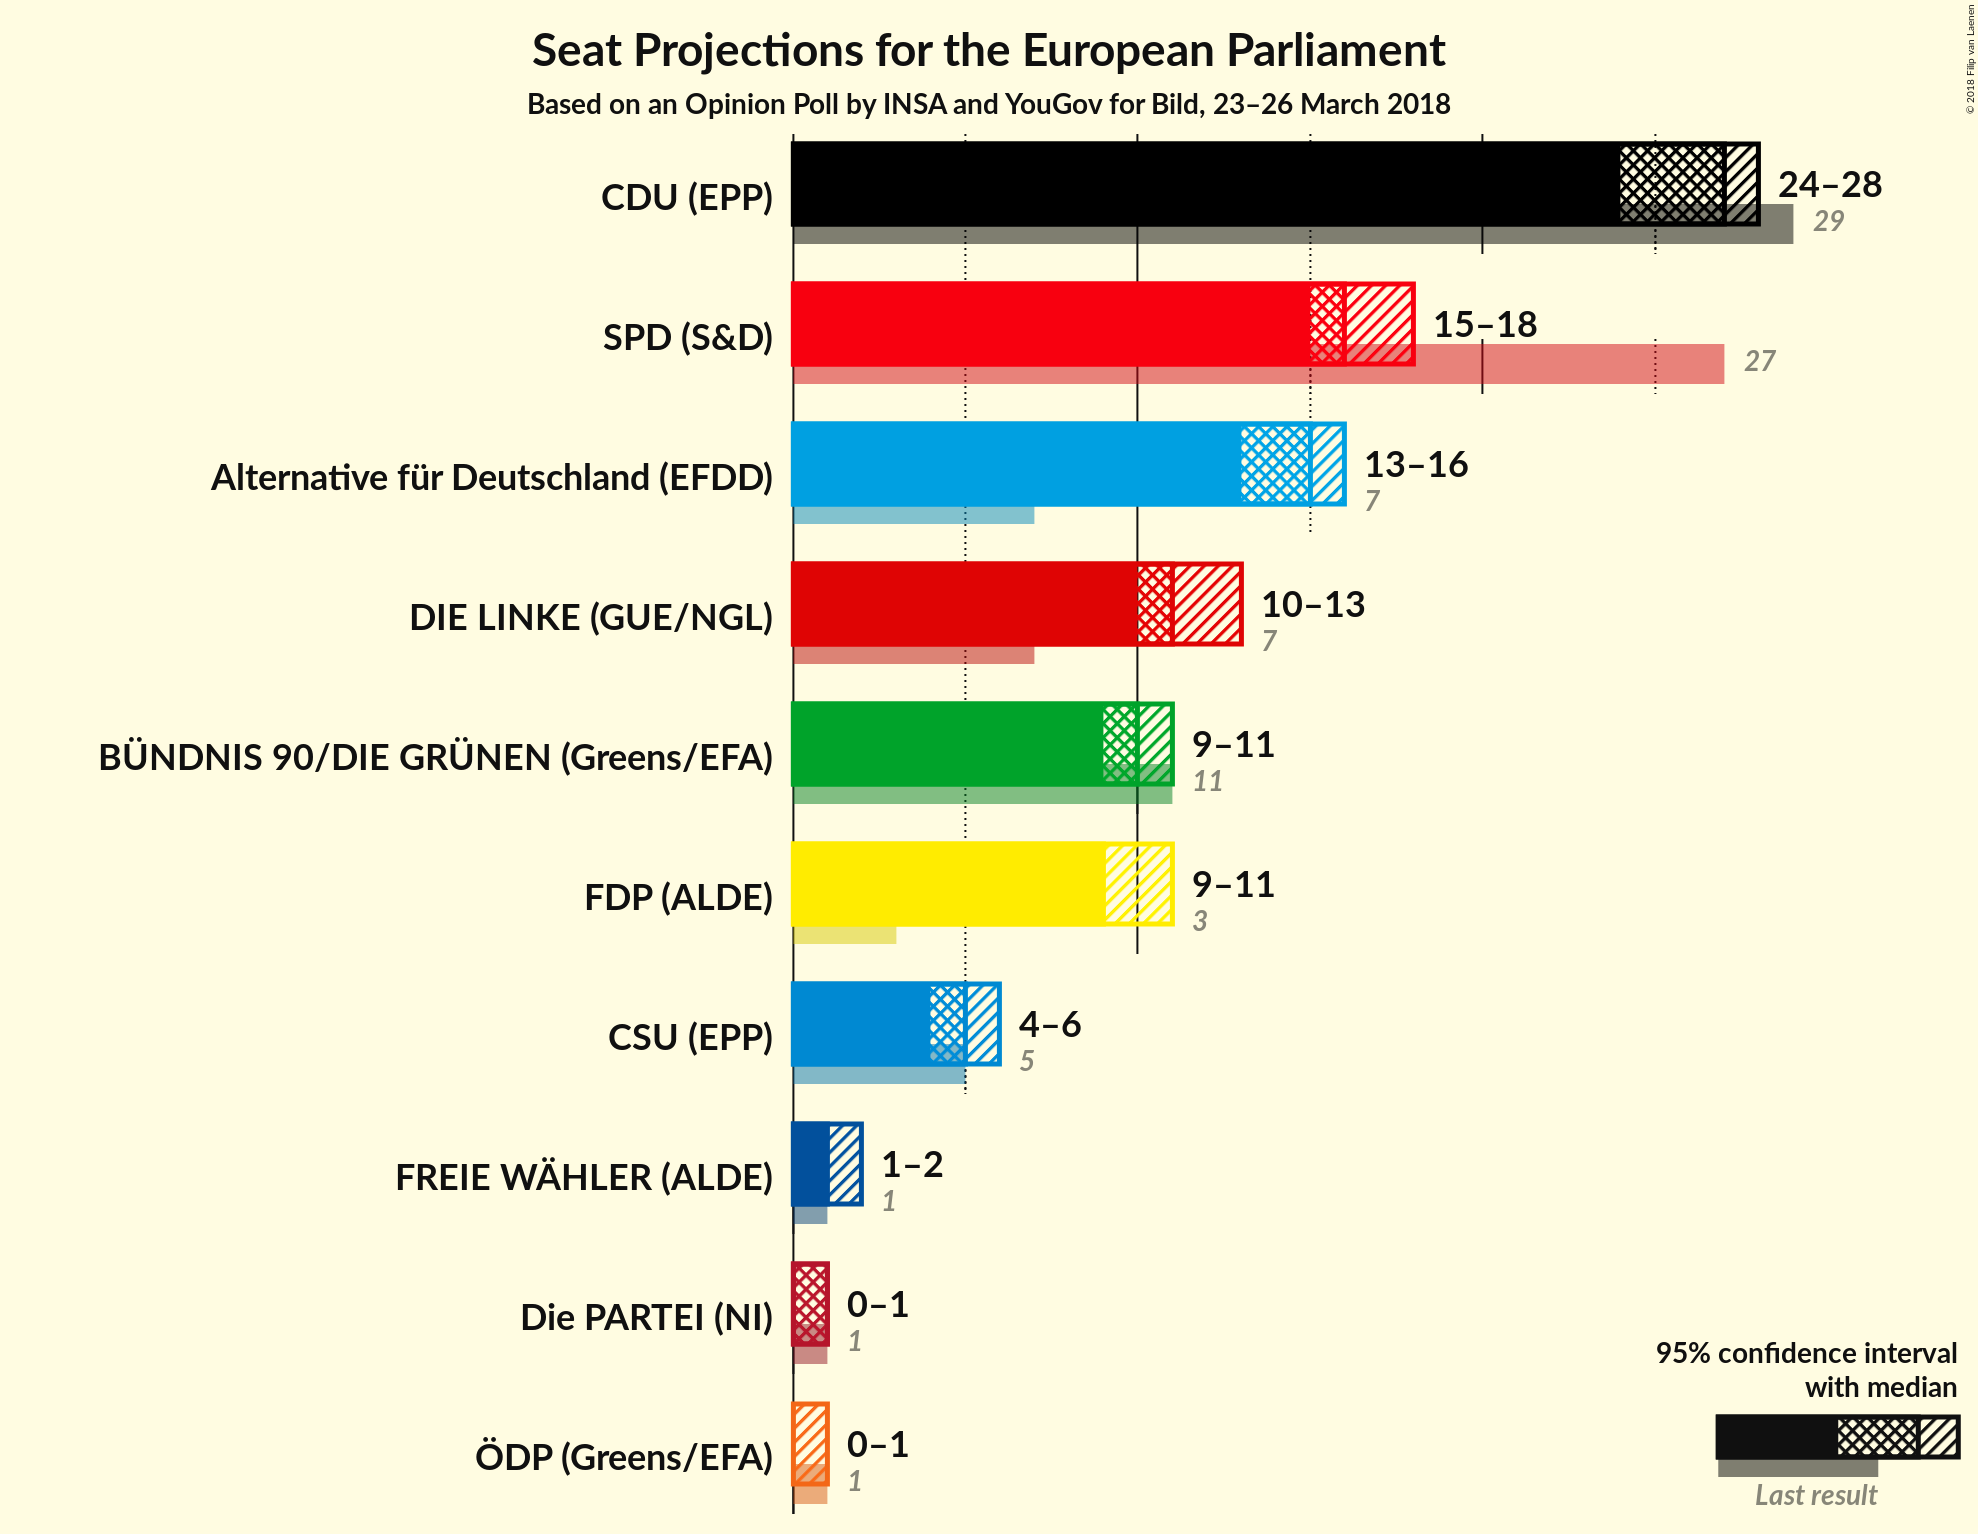 Seat Projections for the European Parliament
Based on an Opinion Poll by INSA and YouGov for Bild, 23–26 March 2018
© 2018 Filip van Laenen
CDU (EPP)
24–28
29
SPD (S&D)
15–18
27
Alternative für Deutschland (EFDD)
13–16
7
DIE LINKE (GUE/NGL)
10–13
7
BÜNDNIS 90/DIE GRÜNEN (Greens/EFA)
9–11
11
FDP (ALDE)
9–11
3
CSU (EPP)
4–6
5
FREIE WÄHLER (ALDE)
1–2
1
Die PARTEI (NI)
0–1
1
ÖDP (Greens/EFA)
0–1
1
95% confidence interval
with median
Last result